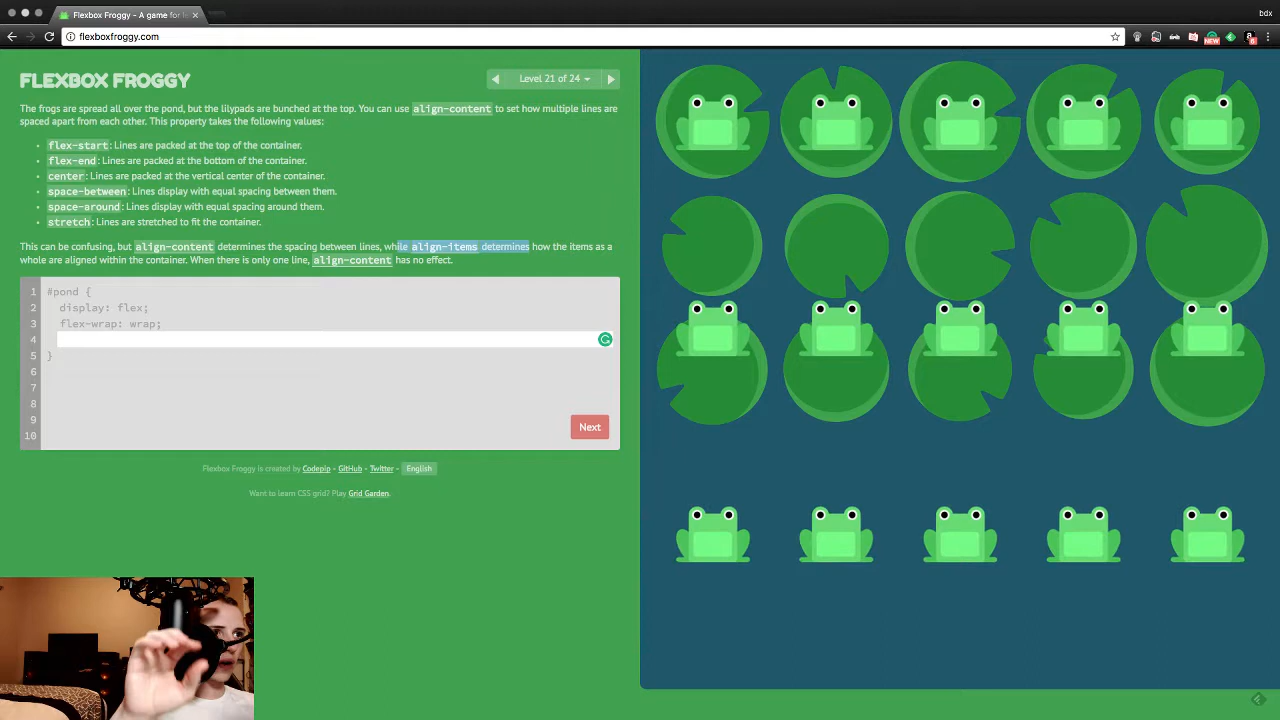 Flexbox Froggy - A game for le
bdx
flexboxfroggy.com
NEW
6
FLEXBOX FROGGY
Level 21 of 24
The frogs are spread all over the pond, but the lilypads are bunched at the top. You can use align-content to set how multiple lines are
spaced apart from each other. This property takes the following values:
flex-start: Lines are packed at the top of the container.
flex-end: Lines are packed at the bottom of the container.
center: Lines are packed at the vertical center of the container.
space-between: Lines display with equal spacing between them.
space-around: Lines display with equal spacing around them.
stretch: Lines are stretched to fit the container.
This can be confusing, but align-content determines the spacing between lines, while align-items determines how the items as a
whole are aligned within the container. When there is only one line, align-content has no effect.
1 #pond {
2 display: flex;
3 flex-wrap: wrap;
4
5 }
6
7
8
9
10
Next
Flexbox Froggy is created by Codepip - GitHub - Twitter - English
Want to learn CSS grid? Play Grid Garden.